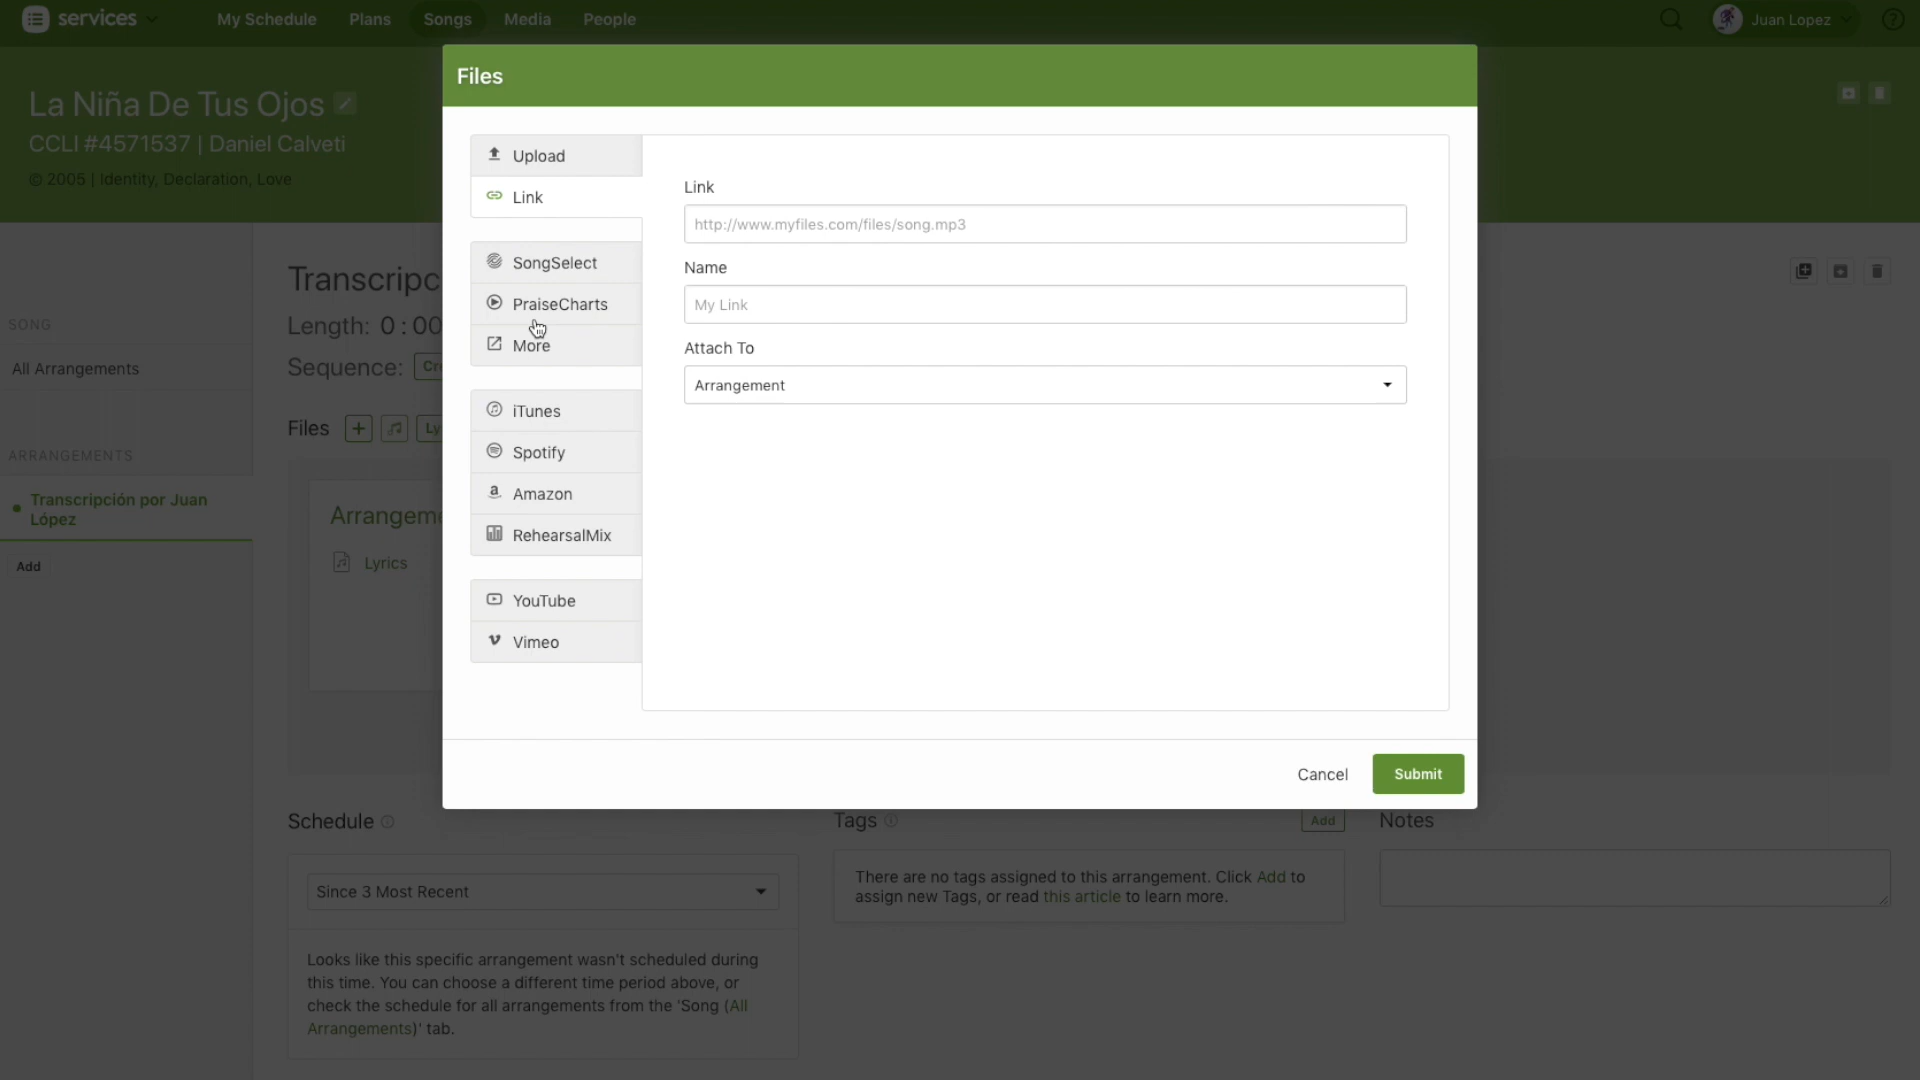 services
My Schedule
Plans
Songs
Media
People
Juan Lopez
La Niña De Tus Ojos
CCLI #4571537 | Daniel Calveti
© 2005 | Identity, Declaration, Love
SONG
All Arrangements
ARRANGEMENTS
Transcripción por Juan
López
Add
Transcripc
Length: 0:00
Sequence:
Files
Ly
Arrangeme
Lyrics
Files
Upload
Link
SongSelect
PraiseCharts
More
iTunes
Spotify
Amazon
RehearsalMix
YouTube
Vimeo
Link
http://www.myfiles.com/files/song.mp3
Name
My Link
Attach To
Arrangement
Cancel
Submit
Schedule
Since 3 Most Recent
Looks like this specific arrangement wasn't scheduled during
this time. You can choose a different time period above, or
check the schedule for all arrangements from the 'Song (All
Arrangements)' tab.
Tags
Add
There are no tags assigned to this arrangement. Click Add to
assign new Tags, or read this article to learn more.
Notes